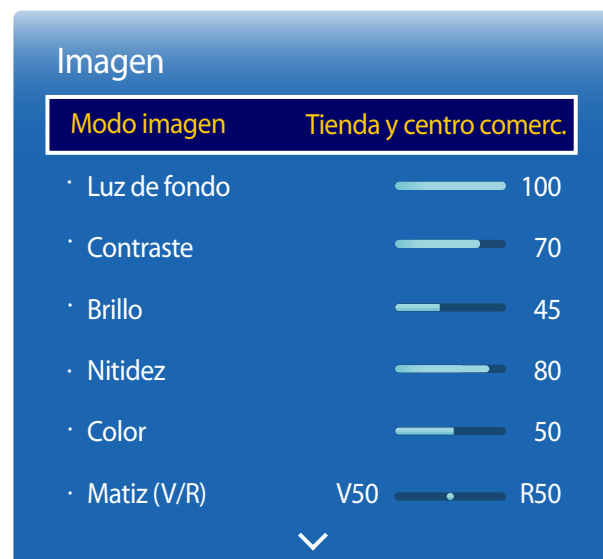 Imagen
Modo imagen Tienda y centro comerc.
· Luz de fondo 100
· Contraste 70
· Brillo 45
· Nitidez 80
· Color 50
· Matiz (V/R) V50 R50